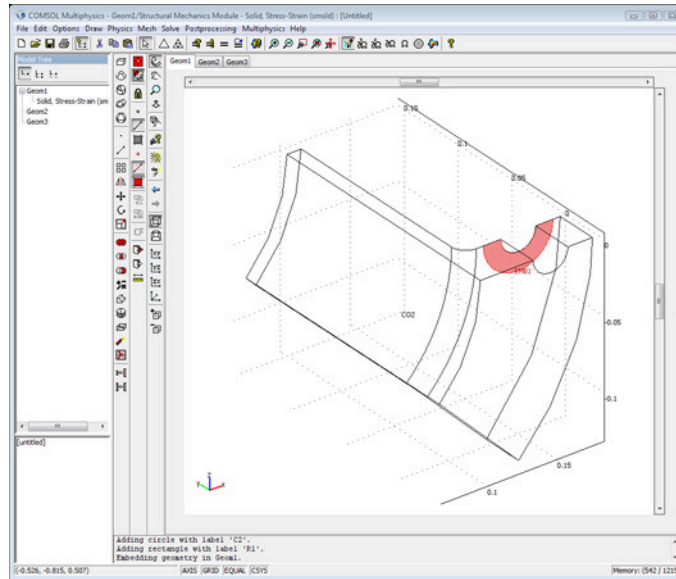 COMSOL Multiphysics - Geom1/Structural Mechanics Module - Solid, Stress-Strain (smsld) : [Untitled]
File Edit Options Draw Physics Mesh Solve Postprocessing Multiphysics Help
Model Tree
Geom1 Geom2 Geom3
Geom1
Solid, Stress-Strain (sm
Geom2
Geom3
0.15
0.1
0.05
0
0
CO2
0.05
0.1
0.15
0.1
z
y x
[untitled]
Adding circle with label 'C2'.
Adding rectangle with label 'R1'.
Embedding geometry in Geom1.
(-0.526, -0.815, 0.507) AXIS GRID EQUAL CSYS Memory: (542 / 1215